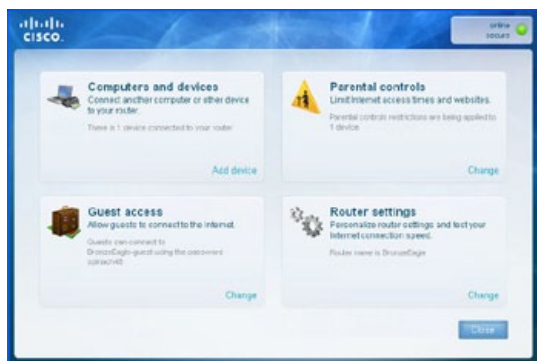 CISCO.
online
secure
Computers and devices
Connect another computer or other device
to your router.
There is 1 device connected to your router
Add device
Parental controls
Limit Internet access times and websites.
Parental controls restrictions are being applied to
1 device
Change
Guest access
Allow guests to connect to the Internet.
Guests can connect to
BronzeEagle-guest using the password
Change
Router settings
Personalize router settings and test your
Internet connection speed.
Router name is BronzeEagle
Change
Close